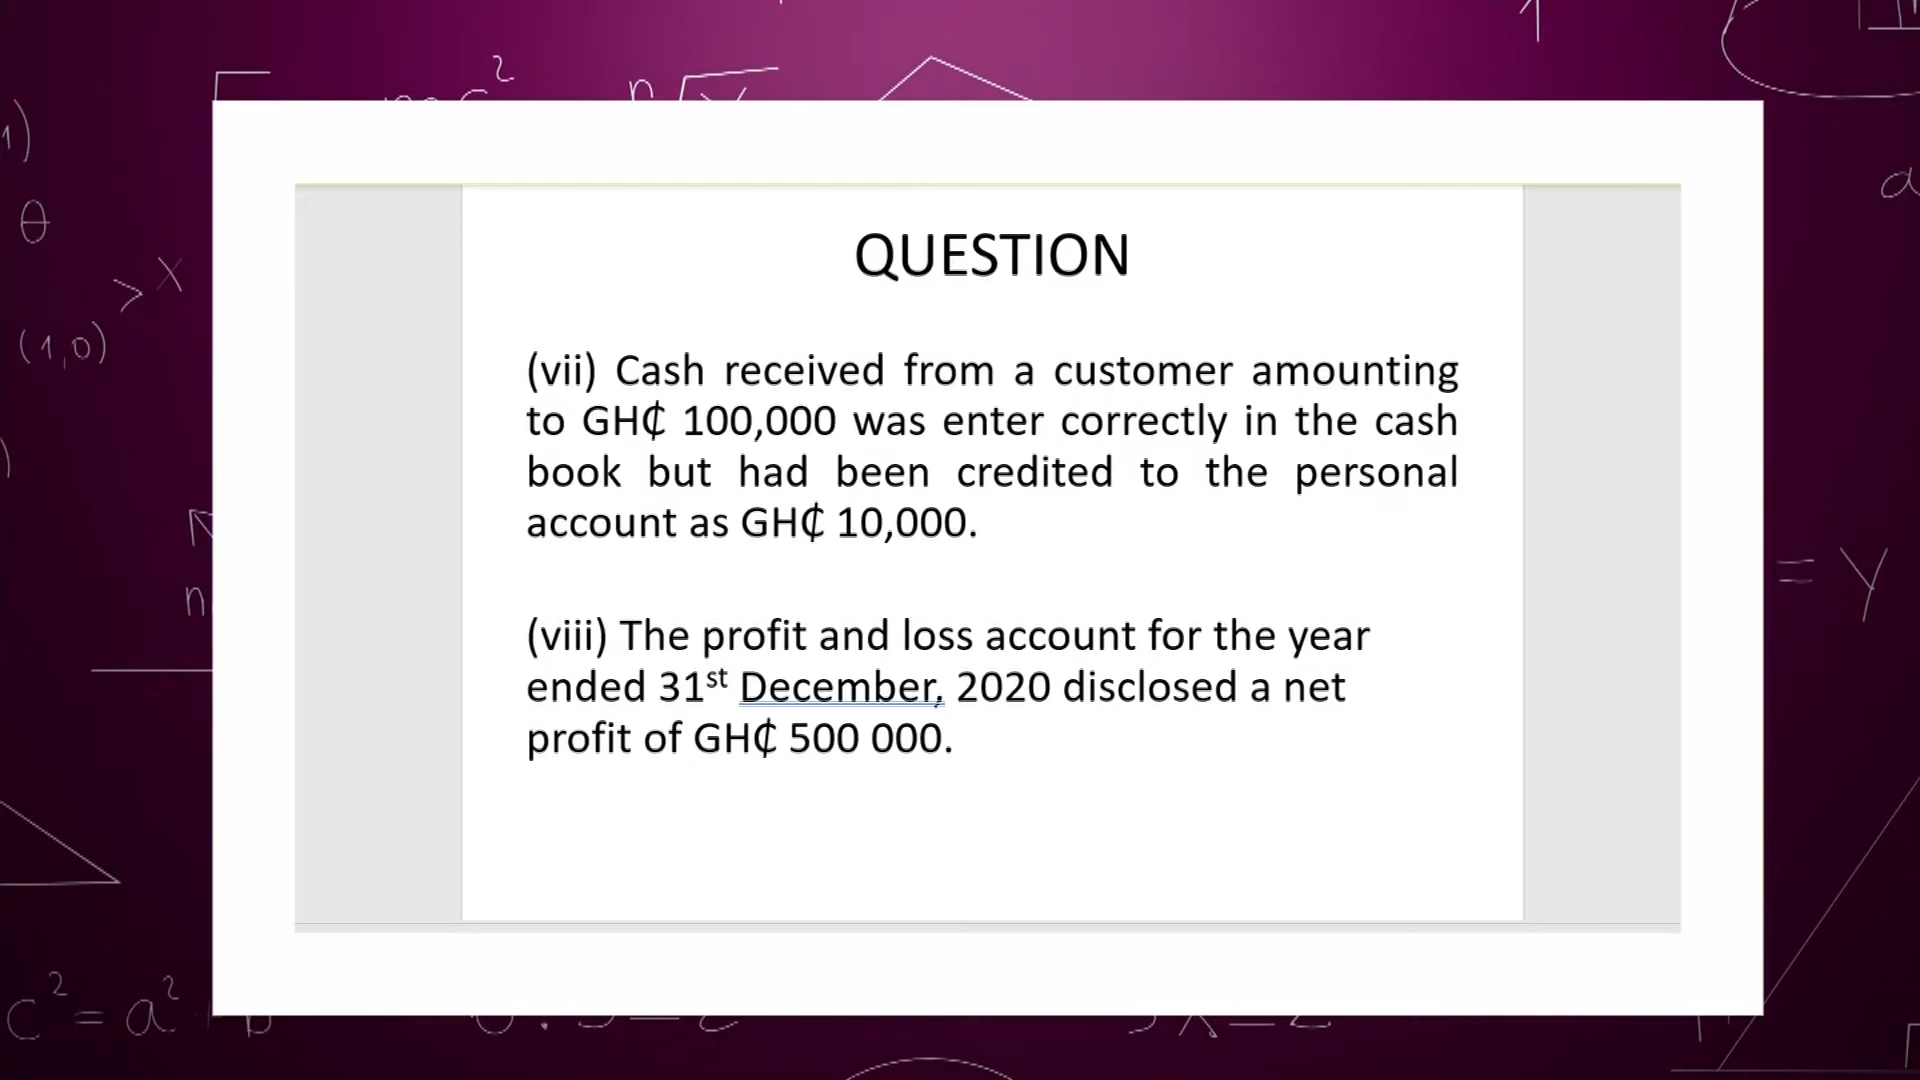 QUESTION
(vii) Cash received from a customer amounting
to GH₵ 100,000 was enter correctly in the cash
book but had been credited to the personal
account as GH₵ 10,000.
(viii) The profit and loss account for the year
ended 31st December, 2020 disclosed a net
profit of GH₵ 500 000.
θ
> x
(1,0)
= y